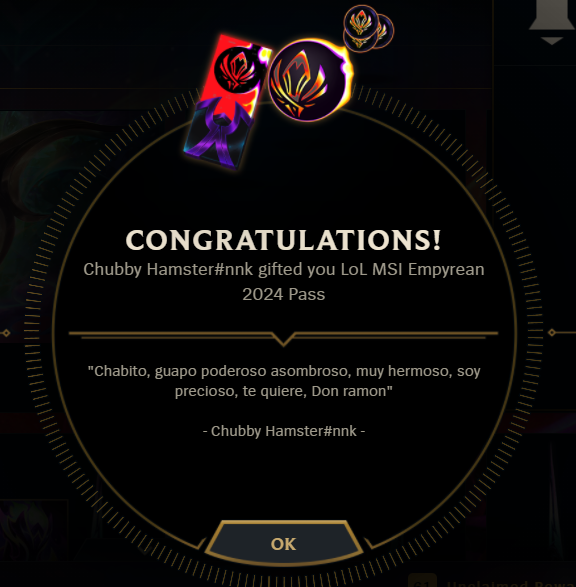 CONGRATULATIONS!
Chubby Hamster#nnk gifted you LoL MSI Empyrean
2024 Pass
"Chabito, guapo poderoso asombroso, muy hermoso, soy
precioso, te quiere, Don ramon"
- Chubby Hamster#nnk -
OK